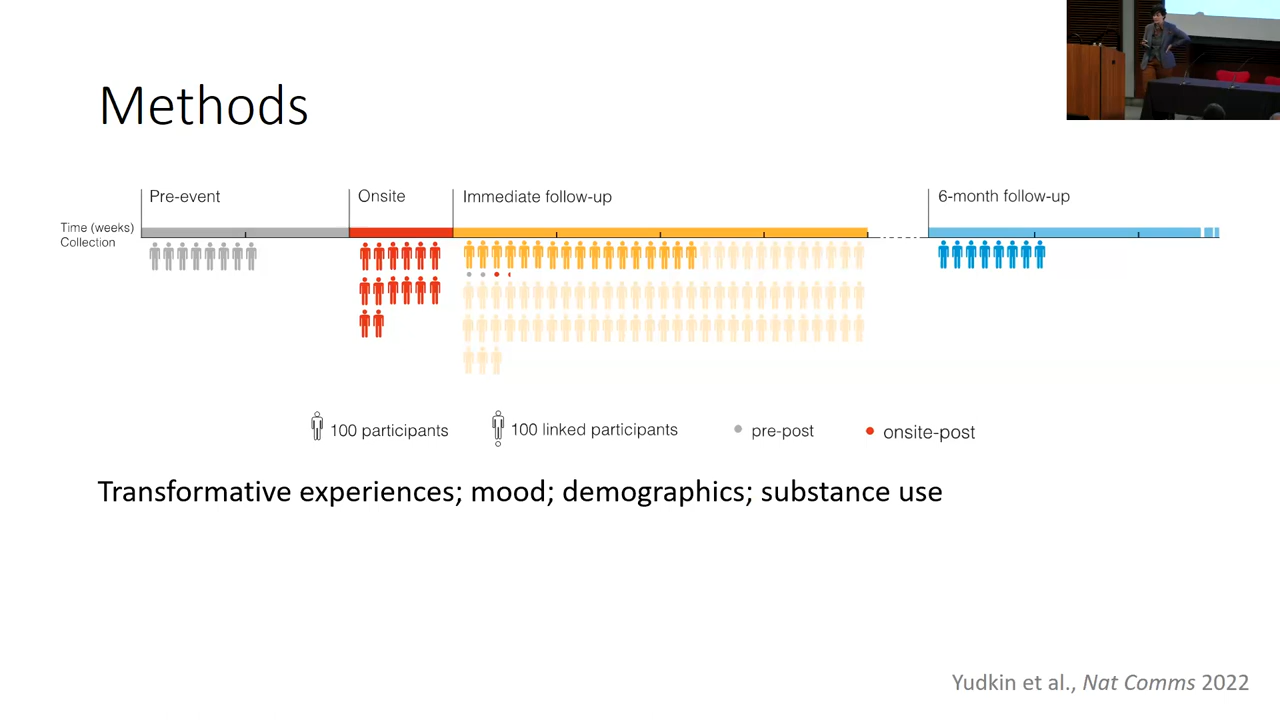 Methods
Pre-event
Onsite
Immediate follow-up
6-month follow-up
Time (weeks)
Collection
100 participants
100 linked participants
pre-post
onsite-post
Transformative experiences; mood; demographics; substance use
Yudkin et al., Nat Comms 2022